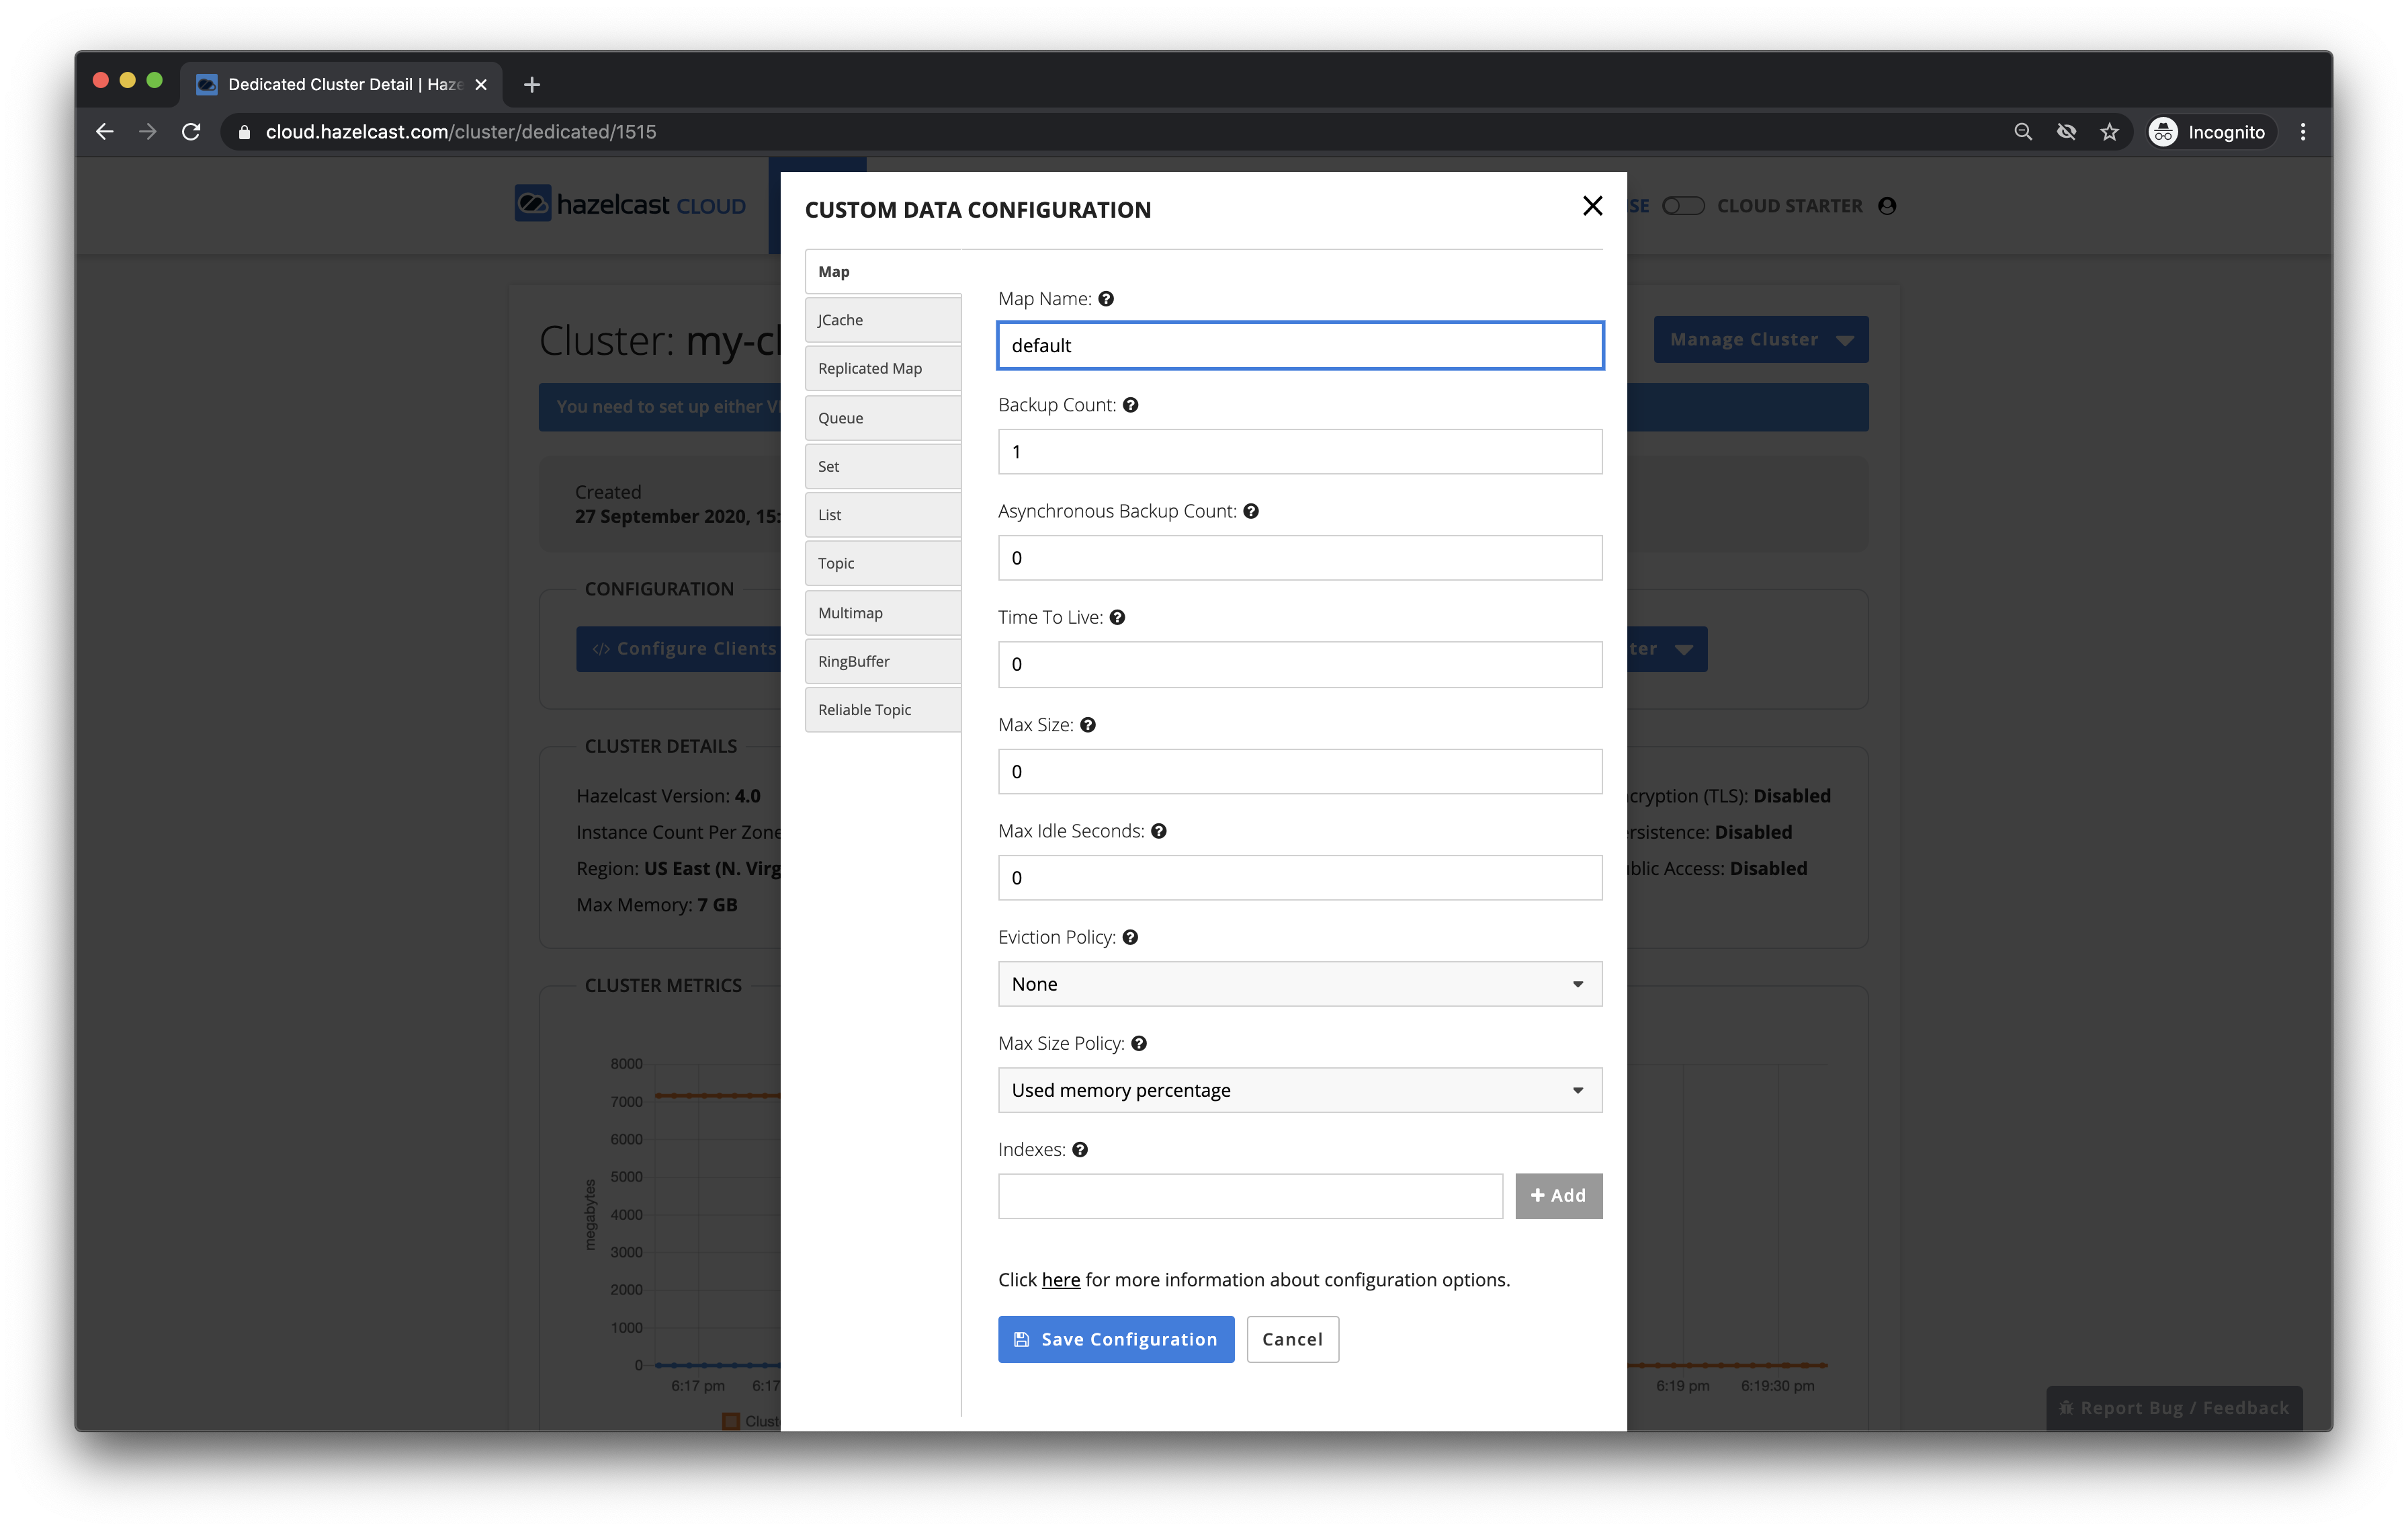 Dedicated Cluster Detail | Haze
cloud.hazelcast.com/cluster/dedicated/1515
Incognito
hazelcast CLOUD
SE
CLOUD STARTER
Cluster: my-cl
Manage Cluster
You need to set up either V
Created
27 September 2020, 15:
CONFIGURATION
</> Configure Clients
ter
CLUSTER DETAILS
Hazelcast Version: 4.0
Instance Count Per Zone
Region: US East (N. Virg
Max Memory: 7 GB
cryption (TLS): Disabled
rsistence: Disabled
blic Access: Disabled
CLUSTER METRICS
8000
7000
6000
5000
4000
3000
2000
1000
0
megabytes
6:17 pm
6:17
6:19 pm
6:19:30 pm
Clust
Report Bug / Feedback
CUSTOM DATA CONFIGURATION
Map
JCache
Replicated Map
Queue
Set
List
Topic
Multimap
RingBuffer
Reliable Topic
Map Name:
default
Backup Count:
1
Asynchronous Backup Count:
0
Time To Live:
0
Max Size:
0
Max Idle Seconds:
0
Eviction Policy:
None
Max Size Policy:
Used memory percentage
Indexes:
+ Add
Click here for more information about configuration options.
Save Configuration
Cancel